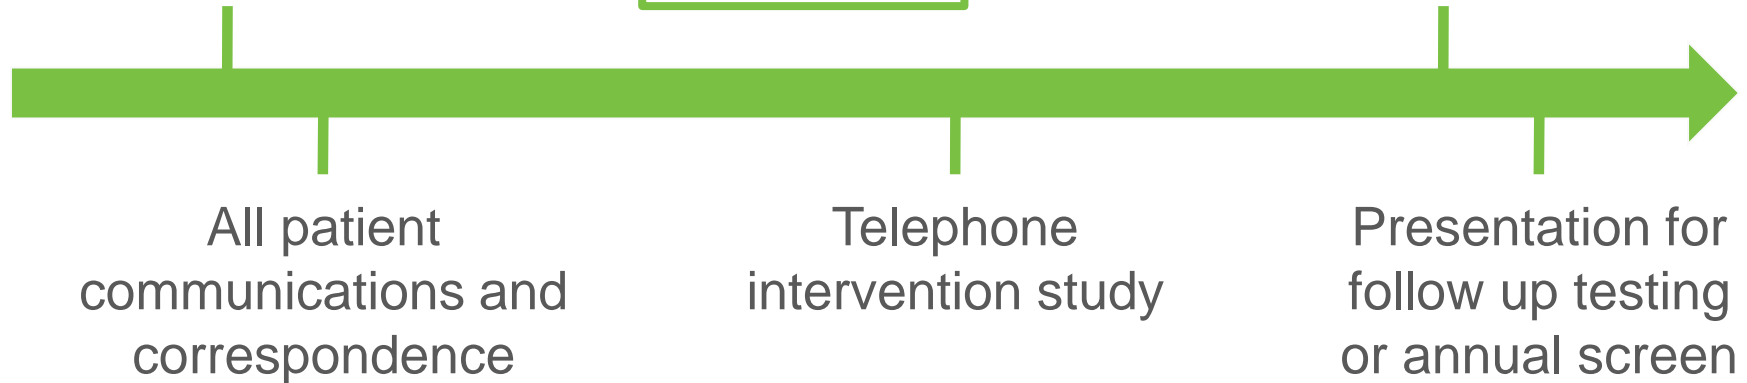 All patient
communications and
correspondence
Telephone
intervention study
Presentation for
follow up testing
or annual screen